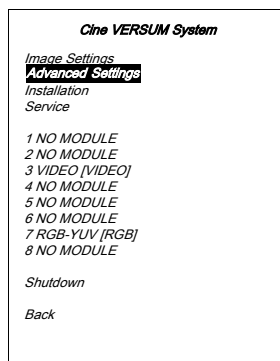 Cine VERSUM System
Image Settings
Advanced Settings
Installation
Service
1 NO MODULE
2 NO MODULE
3 VIDEO [VIDEO]
4 NO MODULE
5 NO MODULE
6 NO MODULE
7 RGB-YUV [RGB]
8 NO MODULE
Shutdown
Back